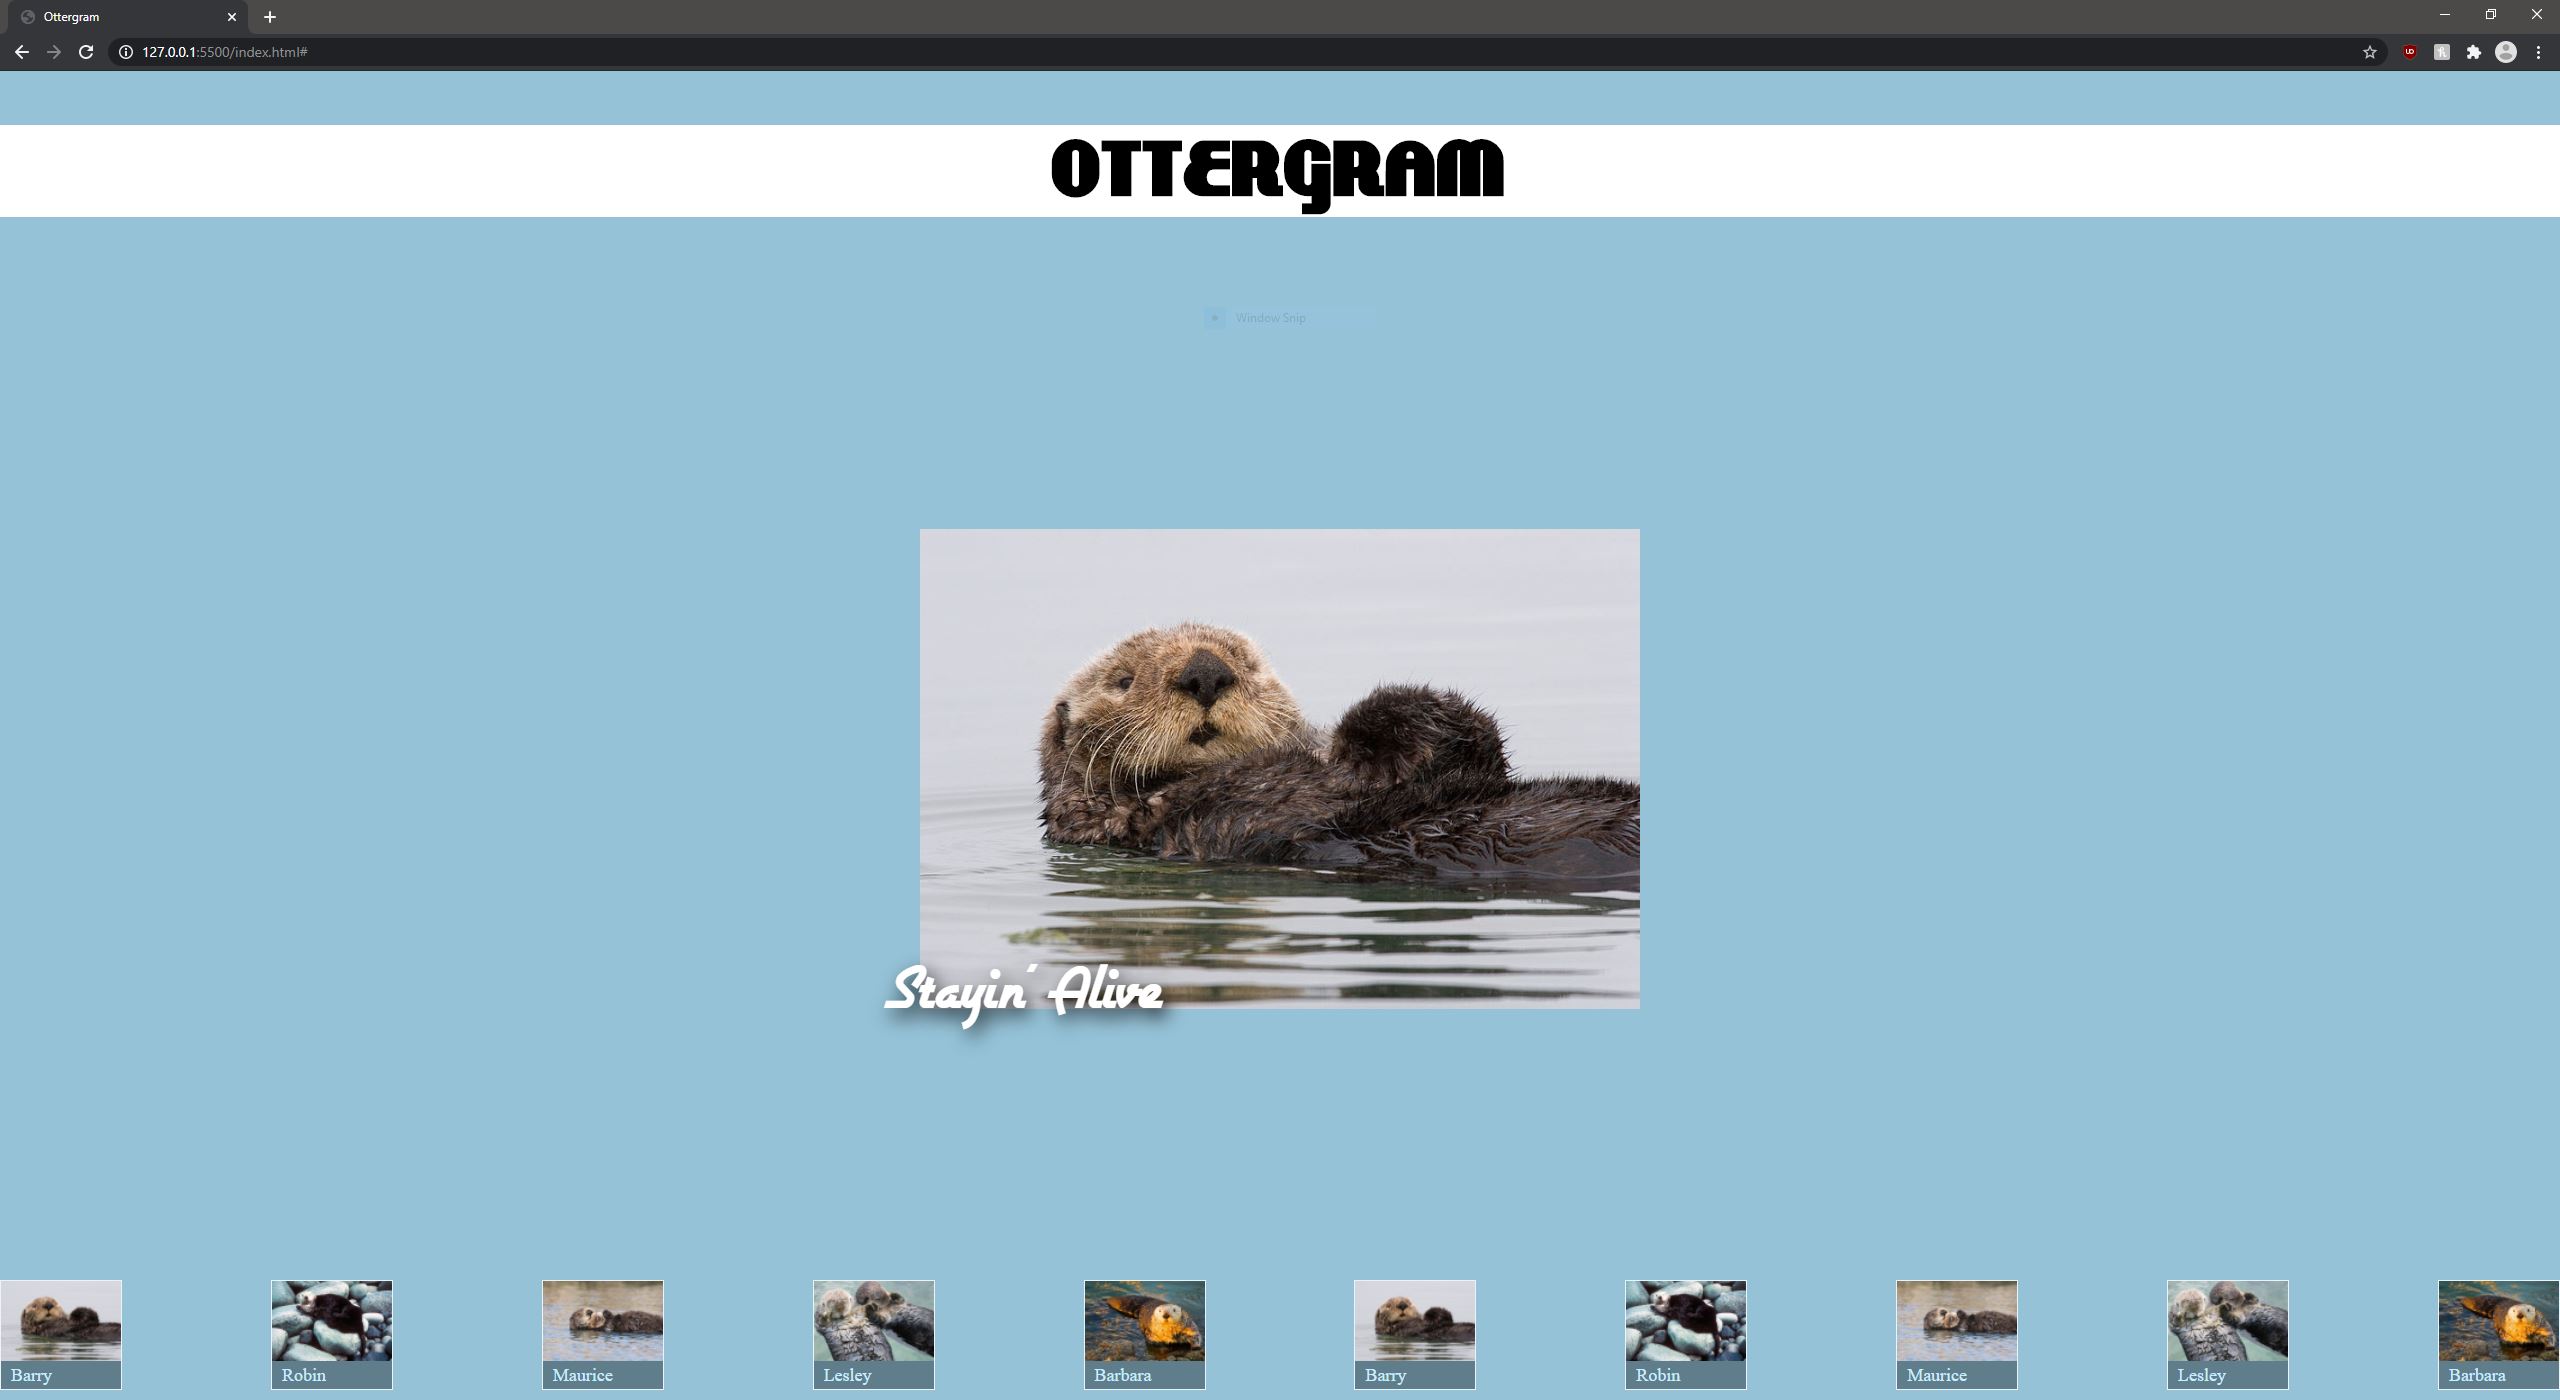 Ottergram
127.0.0.1:5500/index.html#
OTTERGRAM
Window Snip
Stayin' Alive
Barry Robin Maurice Lesley Barbara Barry Robin Maurice Lesley Barbara